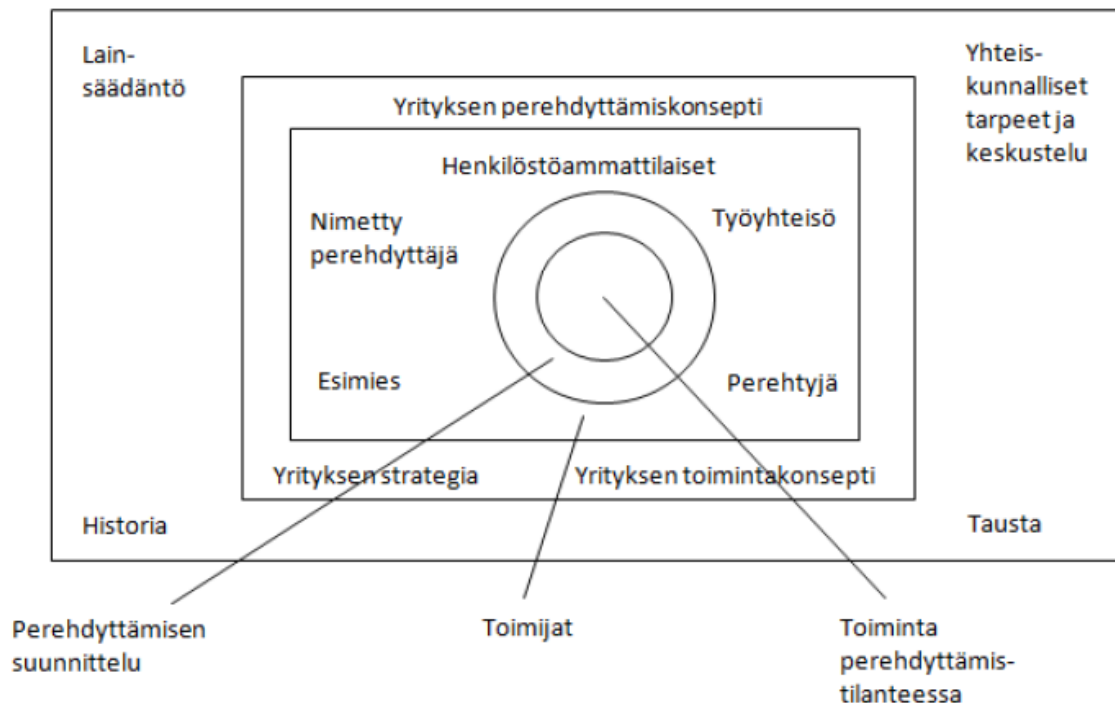 Lain-
säädäntö
Yhteis-
kunnalliset
tarpeet ja
keskustelu
Yrityksen perehdyttämiskonsepti
Henkilöstöammattilaiset
Nimetty
perehdyttäjä
Työyhteisö
Esimies
Perehtyjä
Yrityksen strategia
Yrityksen toimintakonsepti
Historia
Tausta
Perehdyttämisen
suunnittelu
Toimijat
Toiminta
perehdyttämis-
tilanteessa